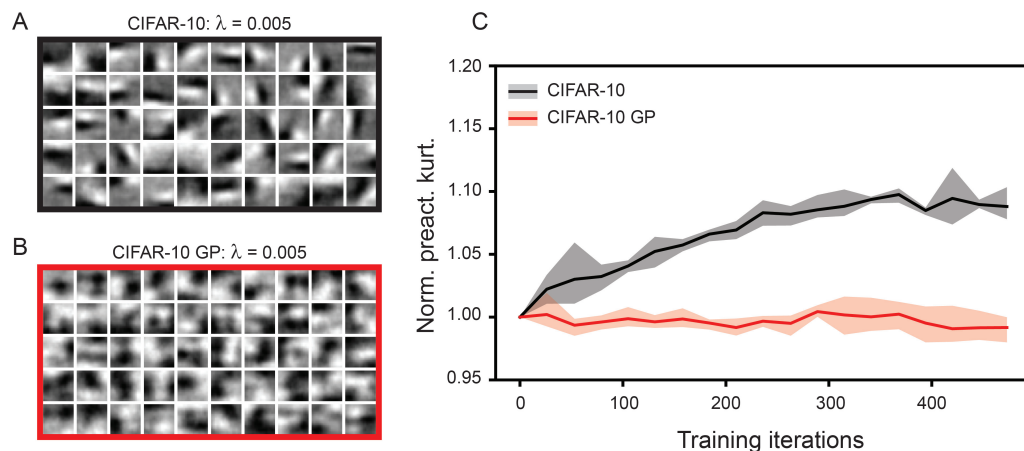 A
CIFAR-10: λ = 0.005
B
CIFAR-10 GP: λ = 0.005
C
1.20
1.15
1.10
1.05
1.00
0.95
Norm. preact. kurt.
CIFAR-10
CIFAR-10 GP
0 100 200 300 400
Training iterations